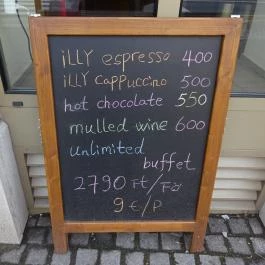 iLLY espresso 400
iLLY cappuccino 500
hot chocolate 550
mulled wine 600
unlimited
buffet
2790 Ft/Fő
9 €/P